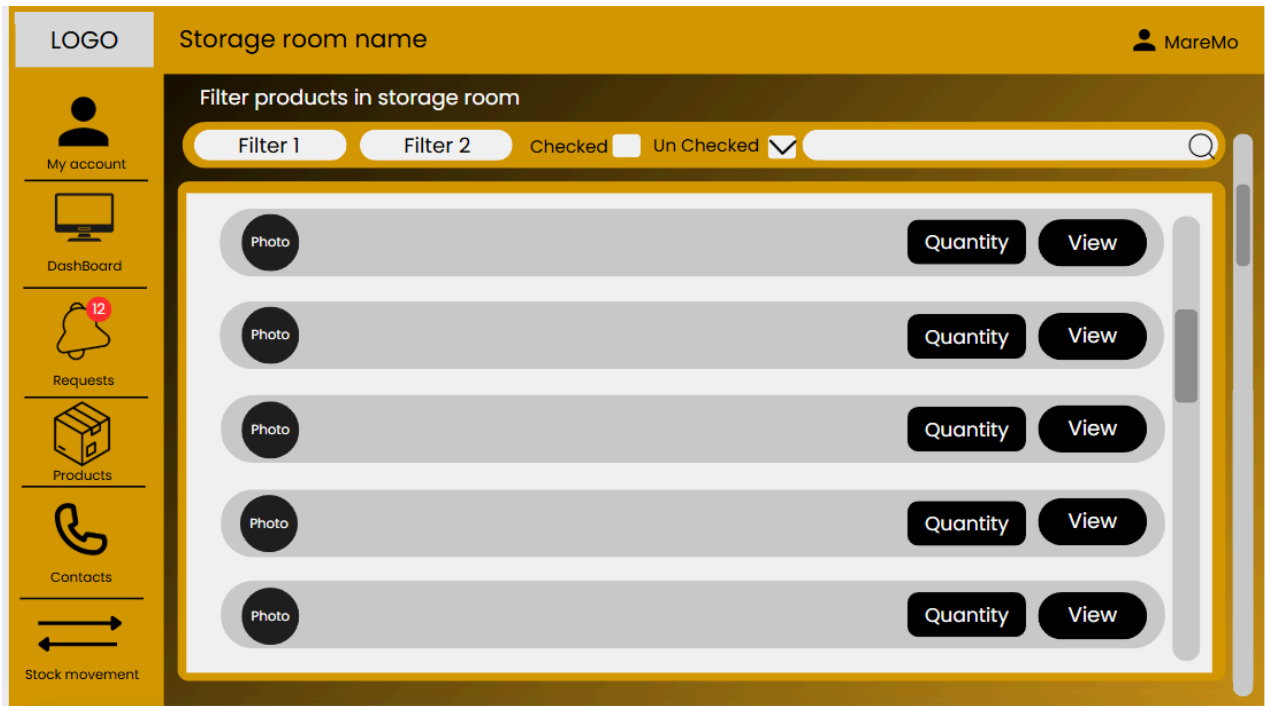 LOGO
Storage room name
MareMo
My account
DashBoard
12
Requests
Products
Contacts
Stock movement
Filter products in storage room
Filter 1
Filter 2
Checked
Un Checked
Photo
Quantity
View
Photo
Quantity
View
Photo
Quantity
View
Photo
Quantity
View
Photo
Quantity
View